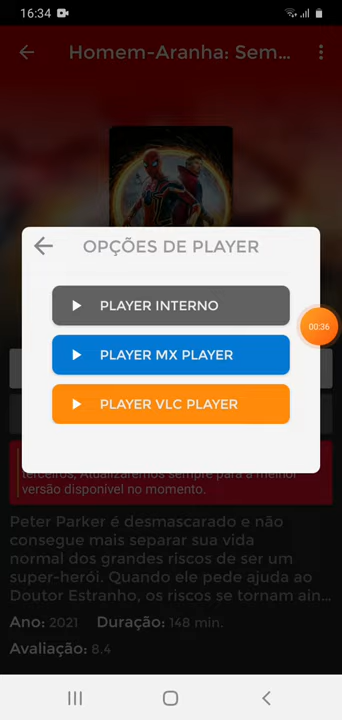 16:34
Homem-Aranha: Sem...
OPÇÕES DE PLAYER
PLAYER INTERNO
00:36
PLAYER MX PLAYER
PLAYER VLC PLAYER
terceiros, Atualizaremos sempre para a melhor
versão disponível no momento.
Peter Parker é desmascarado e não
consegue mais separar sua vida
normal dos grandes riscos de ser um
super-herói. Quando ele pede ajuda ao
Doutor Estranho, os riscos se tornam ain...
Ano: 2021 Duração: 148 min.
Avaliação: 8.4